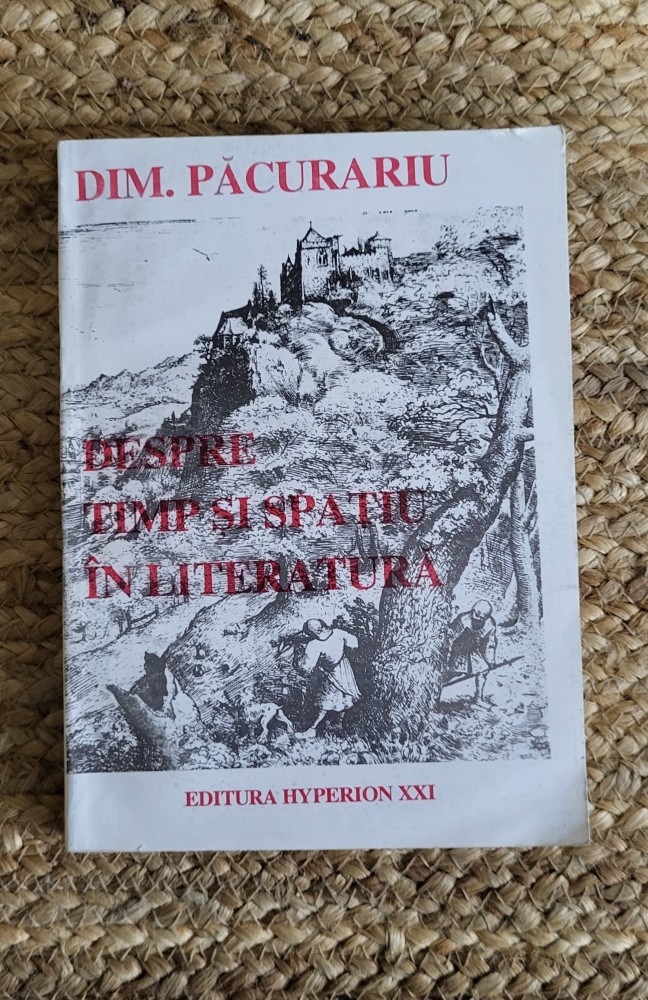 DIM. PĂCURARIU
DESPRE
TIMP ȘI SPAȚIU
ÎN LITERATURĂ
EDITURA HYPERION XXI